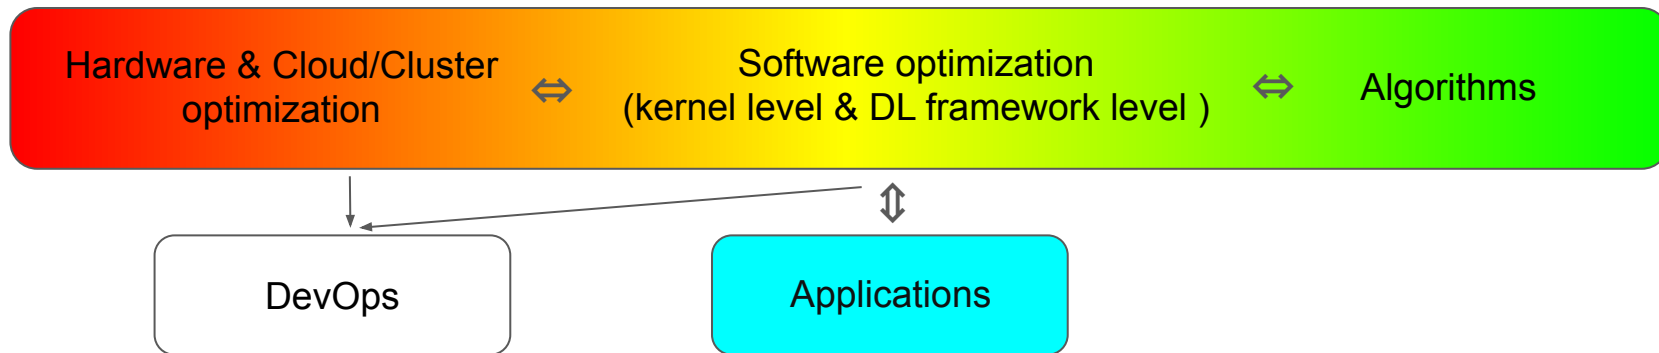 Hardware & Cloud/Cluster
optimization
⇔
Software optimization
(kernel level & DL framework level )
⇔
Algorithms
⇕
DevOps
Applications